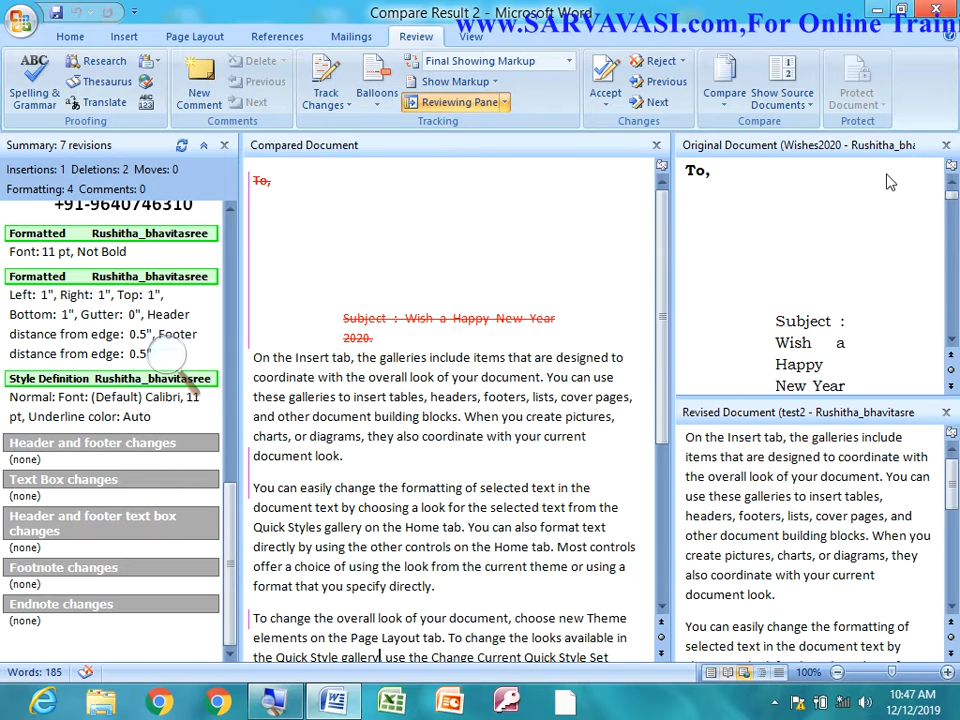 Compare Result 2 - Microsoft Word
www.SARVAVASI.com,For Online Traini
Home Insert Page Layout References Mailings Review View
ABC Spelling & Grammar
Research
Thesaurus
Translate
ABC 123
Proofing
New Comment
Delete
Previous
Next
Comments
Track Changes
Balloons
Final Showing Markup
Show Markup
Reviewing Pane
Tracking
Accept
Reject
Previous
Next
Changes
Compare
Show Source Documents
Compare
Protect Document
Protect
Summary: 7 revisions
Insertions: 1 Deletions: 2 Moves: 0
Formatting: 4 Comments: 0
+91-9640746310
Formatted Rushitha_bhavitasree
Font: 11 pt, Not Bold
Formatted Rushitha_bhavitasree
Left: 1", Right: 1", Top: 1",
Bottom: 1", Gutter: 0", Header
distance from edge: 0.5", Footer
distance from edge: 0.5"
Style Definition Rushitha_bhavitasree
Normal: Font: (Default) Calibri, 11
pt, Underline color: Auto
Header and footer changes
(none)
Text Box changes
(none)
Header and footer text box
changes
(none)
Footnote changes
(none)
Endnote changes
(none)
Compared Document
To,
Subject : Wish a Happy New Year
2020.
On the Insert tab, the galleries include items that are designed to
coordinate with the overall look of your document. You can use
these galleries to insert tables, headers, footers, lists, cover pages,
and other document building blocks. When you create pictures,
charts, or diagrams, they also coordinate with your current
document look.
You can easily change the formatting of selected text in the
document text by choosing a look for the selected text from the
Quick Styles gallery on the Home tab. You can also format text
directly by using the other controls on the Home tab. Most controls
offer a choice of using the look from the current theme or using a
format that you specify directly.
To change the overall look of your document, choose new Theme
elements on the Page Layout tab. To change the looks available in
the Quick Style gallery, use the Change Current Quick Style Set
Original Document (Wishes2020 - Rushitha_bha
To,
Subject :
Wish a
Happy
New Year
Revised Document (test2 - Rushitha_bhavitasre
On the Insert tab, the galleries include
items that are designed to coordinate with
the overall look of your document. You can
use these galleries to insert tables,
headers, footers, lists, cover pages, and
other document building blocks. When you
create pictures, charts, or diagrams, they
also coordinate with your current
document look.
You can easily change the formatting of
selected text in the document text by
Words: 185
100%
10:47 AM
12/12/2019